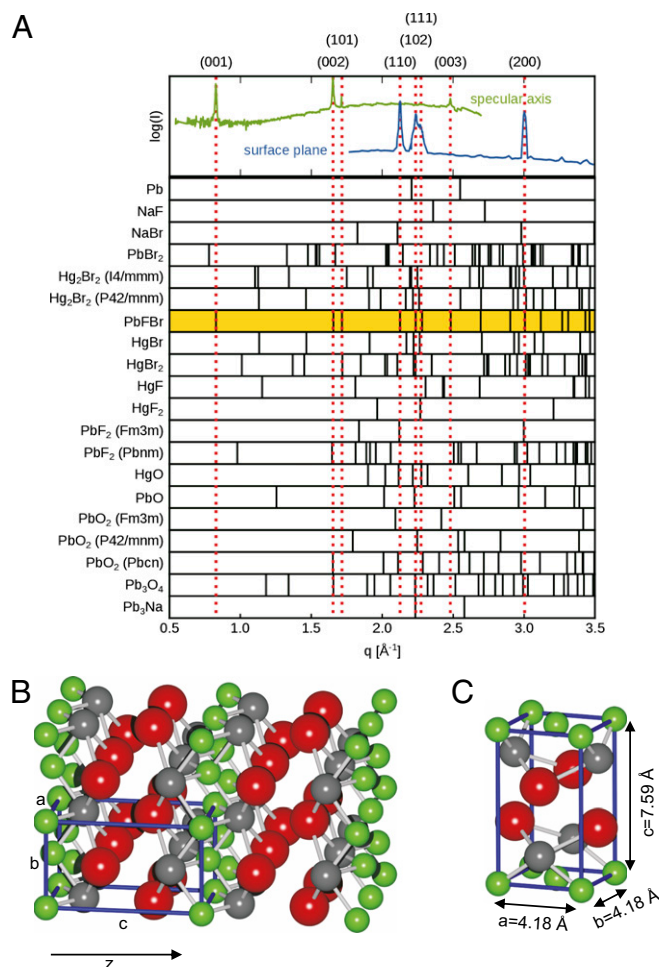 A
(111)
(101) (102)
(001) (002) (110) (003) (200)
log(I)
specular axis
surface plane
Pb
NaF
NaBr
PbBr₂
Hg₂Br₂ (I4/mmm)
Hg₂Br₂ (P42/mnm)
PbFBr
HgBr
HgBr₂
HgF
HgF₂
PbF₂ (Fm3m)
PbF₂ (Pbnm)
HgO
PbO
PbO₂ (Fm3m)
PbO₂ (P42/mnm)
PbO₂ (Pbcn)
Pb₃O₄
Pb₃Na
0.5 1.0 1.5 2.0 2.5 3.0 3.5
q [Å⁻¹]
B
a
b
c
z
C
c=7.59 Å
a=4.18 Å
b=4.18 Å